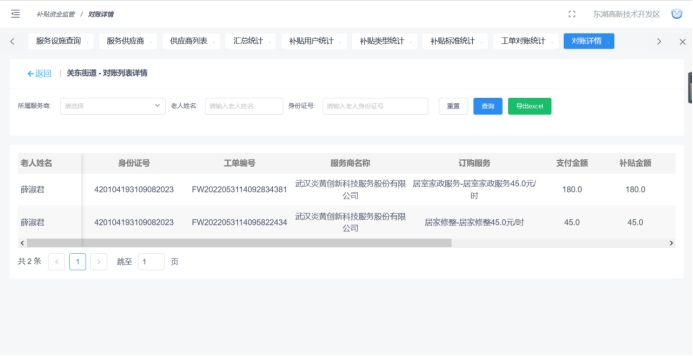 补贴资金监管 / 对账详情 东湖高新技术开发区
服务设施查询 服务供应商 供应商列表 汇总统计 补贴用户统计 补贴类型统计 补贴标准统计 工单对账统计 对账详情
返回 关东街道 - 对账列表详情
所属服务商: 请选择 老人姓名: 请输入老人姓名 身份证号: 请输入老人身份证号 重置 查询 导出excel
老人姓名 身份证号 工单编号 服务商名称 订购服务 支付金额 补贴金额
薛淑君 420104193109082023 FW2022053114092834381 武汉炎黄创新科技服务股份有限 居室家政服务-居室家政服务45.0元/ 180.0 180.0
公司 时
薛淑君 420104193109082023 FW2022053114095822434 武汉炎黄创新科技服务股份有限 居家修整-居家修整45.0元/时 45.0 45.0
公司
共 2 条 1 跳至 1 页